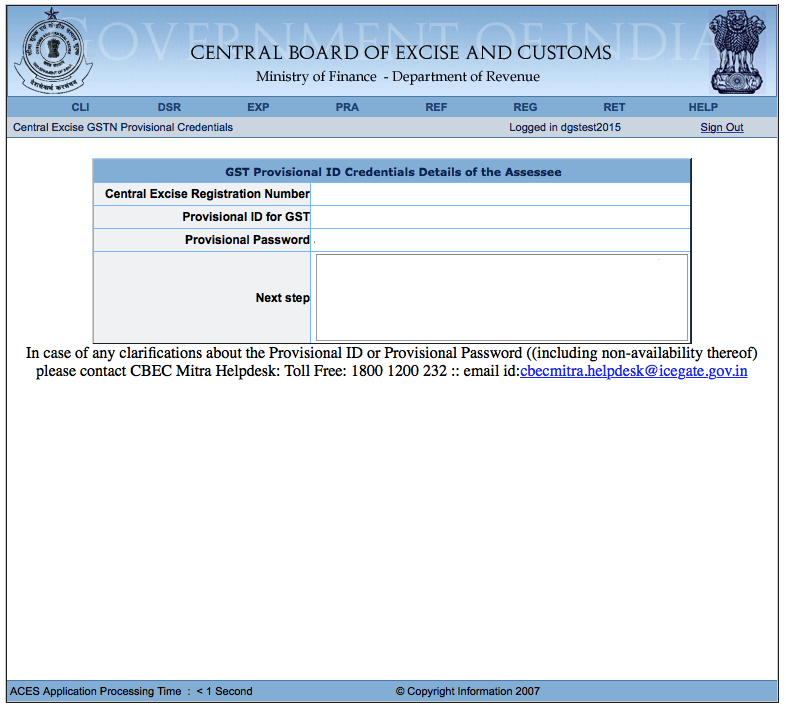 GOVERNMENT OF INDIA
CENTRAL BOARD OF EXCISE AND CUSTOMS
Ministry of Finance - Department of Revenue
CLI DSR EXP PRA REF REG RET HELP
Central Excise GSTN Provisional Credentials Logged in dgstest2015 Sign Out
GST Provisional ID Credentials Details of the Assessee
Central Excise Registration Number
Provisional ID for GST
Provisional Password
Next step
In case of any clarifications about the Provisional ID or Provisional Password ((including non-availability thereof)
please contact CBEC Mitra Helpdesk: Toll Free: 1800 1200 232 :: email id:cbecmitra.helpdesk@icegate.gov.in
ACES Application Processing Time : < 1 Second © Copyright Information 2007